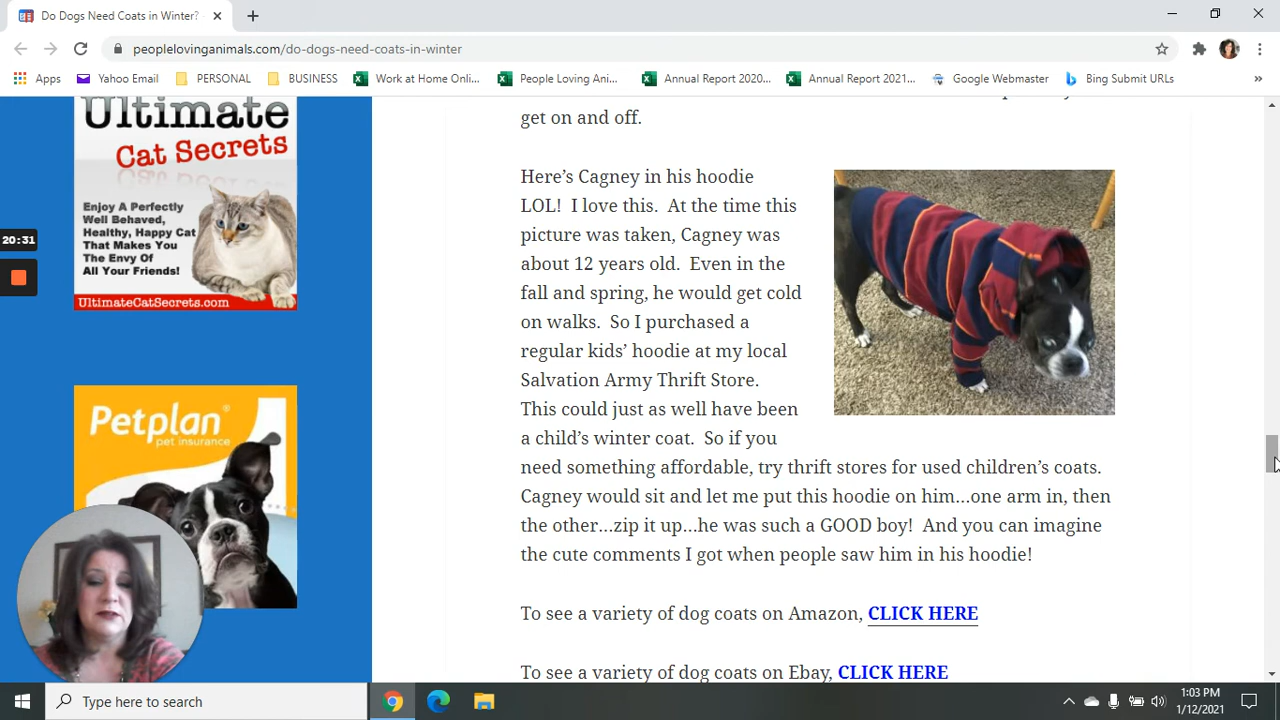 Do Dogs Need Coats in Winter?
peoplelovinganimals.com/do-dogs-need-coats-in-winter
Apps Yahoo Email PERSONAL BUSINESS Work at Home Onli... People Loving Ani... Annual Report 2020... Annual Report 2021... Google Webmaster Bing Submit URLs »
Ultimate
Cat Secrets
Enjoy A Perfectly
Well Behaved,
Healthy, Happy Cat
That Makes You
The Envy Of
All Your Friends!
UltimateCatSecrets.com
20:31
Petplan®
pet insurance
get on and off.
Here’s Cagney in his hoodie
LOL! I love this. At the time this
picture was taken, Cagney was
about 12 years old. Even in the
fall and spring, he would get cold
on walks. So I purchased a
regular kids’ hoodie at my local
Salvation Army Thrift Store.
This could just as well have been
a child’s winter coat. So if you
need something affordable, try thrift stores for used children’s coats.
Cagney would sit and let me put this hoodie on him…one arm in, then
the other…zip it up…he was such a GOOD boy! And you can imagine
the cute comments I got when people saw him in his hoodie!
To see a variety of dog coats on Amazon, CLICK HERE
To see a variety of dog coats on Ebay, CLICK HERE
Type here to search
1:03 PM
1/12/2021